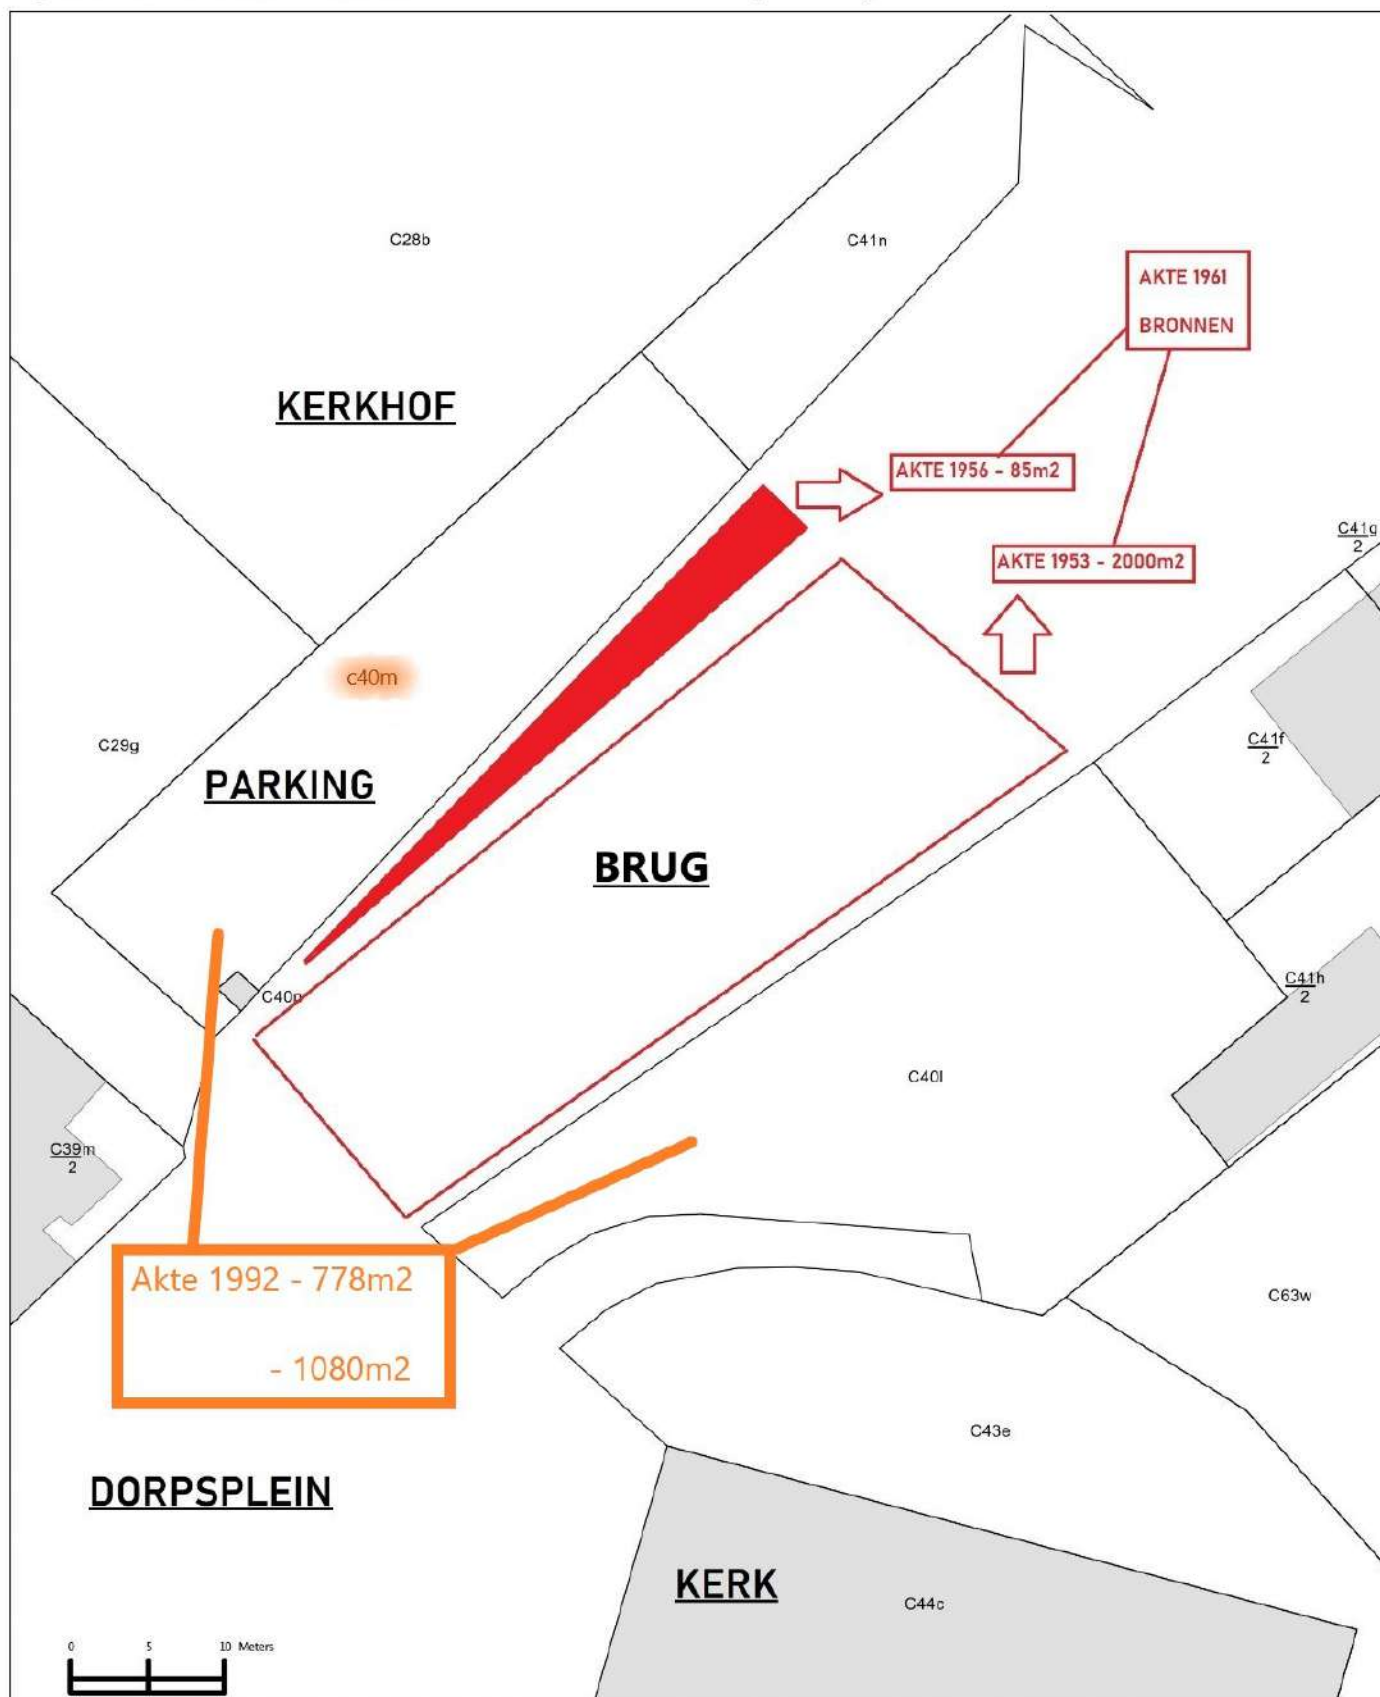 C28b
C41n
AKTE 1961
BRONNEN
KERKHOF
AKTE 1956 - 85m2
C41g
2
AKTE 1953 - 2000m2
c40m
C29g
C41f
2
PARKING
BRUG
C40p
C41h
2
C40l
C39m
2
Akte 1992 - 778m2
- 1080m2
C63w
C43e
DORPSPLEIN
KERK
C44c
0 5 10 Meters